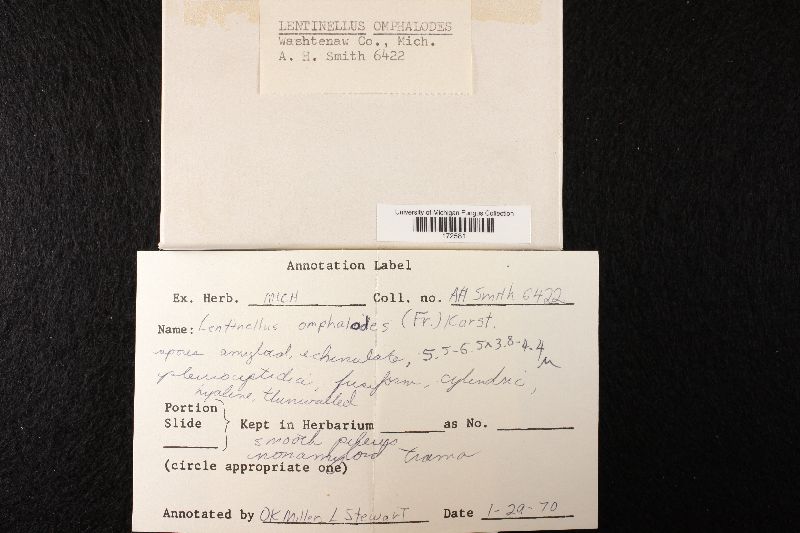 LENTINELLUS OMPHALODES
Washtenaw Co., Mich.
A. H. Smith 6422
University of Michigan Fungus Collection
172581
Annotation Label
Ex. Herb. MICH Coll. no. AH Smith 6422
Name: Lentinellus omphalodes (Fr.) Karst.
spores amyloid, echinulate, 5.5-6.5x3.8-4.4 µ
pleurocystidia, fusiform, cylindric,
hyaline, thinwalled
Portion
Slide } Kept in Herbarium as No.
smooth pileus
nonamyloid trama
(circle appropriate one)
Annotated by OK Miller, L Stewart Date 1-29-70